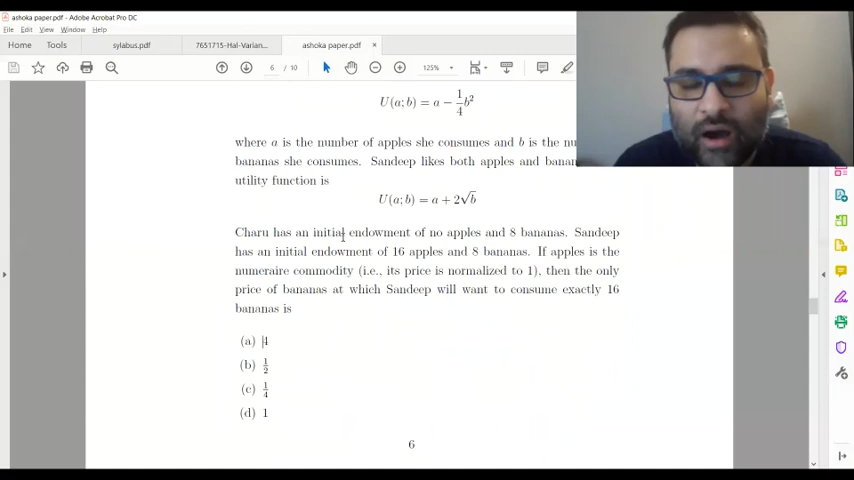 ashoka paper.pdf - Adobe Acrobat Pro DC
File Edit View Window Help
Home Tools sylabus.pdf 7651715-Hal-Varian... ashoka paper.pdf ×
6 / 10 125%
U(a; b) = a − 1/4 b²
where a is the number of apples she consumes and b is the
bananas she consumes. Sandeep likes both apples and
utility function is
U(a; b) = a + 2√b
Charu has an initial endowment of no apples and 8 bananas. Sandeep
has an initial endowment of 16 apples and 8 bananas. If apples is the
numeraire commodity (i.e., its price is normalized to 1), then the only
price of bananas at which Sandeep will want to consume exactly 16
bananas is
(a) 4
(b) 1/2
(c) 1/4
(d) 1
6